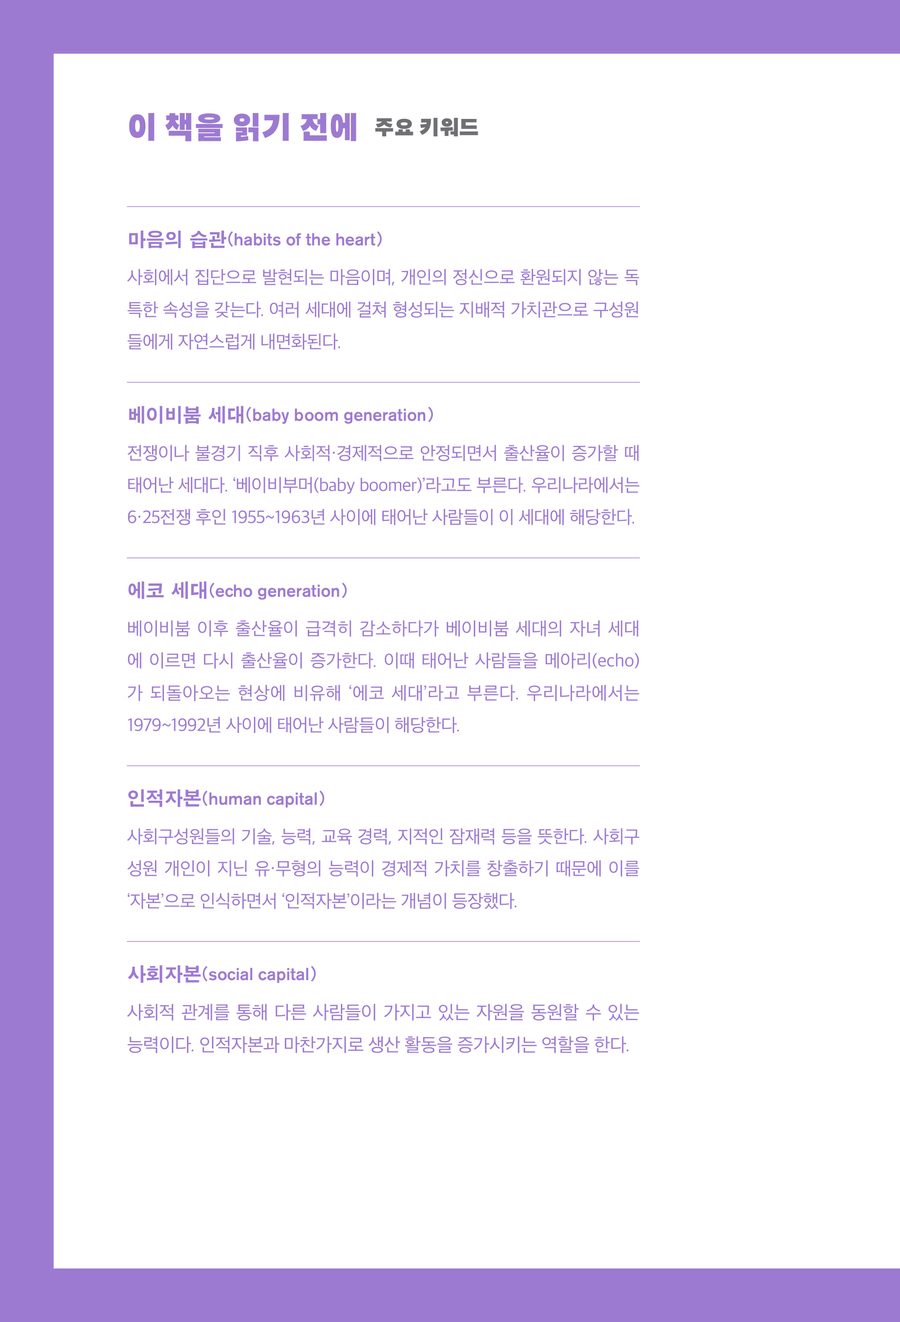 이 책을 읽기 전에 주요 키워드
마음의 습관(habits of the heart)
사회에서 집단으로 발현되는 마음이며, 개인의 정신으로 환원되지 않는 독
특한 속성을 갖는다. 여러 세대에 걸쳐 형성되는 지배적 가치관으로 구성원
들에게 자연스럽게 내면화된다.
베이비붐 세대(baby boom generation)
전쟁이나 불경기 직후 사회적·경제적으로 안정되면서 출산율이 증가할 때
태어난 세대다. ‘베이비부머(baby boomer)’라고도 부른다. 우리나라에서는
6·25전쟁 후인 1955~1963년 사이에 태어난 사람들이 이 세대에 해당한다.
에코 세대(echo generation)
베이비붐 이후 출산율이 급격히 감소하다가 베이비붐 세대의 자녀 세대
에 이르면 다시 출산율이 증가한다. 이때 태어난 사람들을 메아리(echo)
가 되돌아오는 현상에 비유해 ‘에코 세대’라고 부른다. 우리나라에서는
1979~1992년 사이에 태어난 사람들이 해당한다.
인적자본(human capital)
사회구성원들의 기술, 능력, 교육 경력, 지적인 잠재력 등을 뜻한다. 사회구
성원 개인이 지닌 유·무형의 능력이 경제적 가치를 창출하기 때문에 이를
‘자본’으로 인식하면서 ‘인적자본’이라는 개념이 등장했다.
사회자본(social capital)
사회적 관계를 통해 다른 사람들이 가지고 있는 자원을 동원할 수 있는
능력이다. 인적자본과 마찬가지로 생산 활동을 증가시키는 역할을 한다.